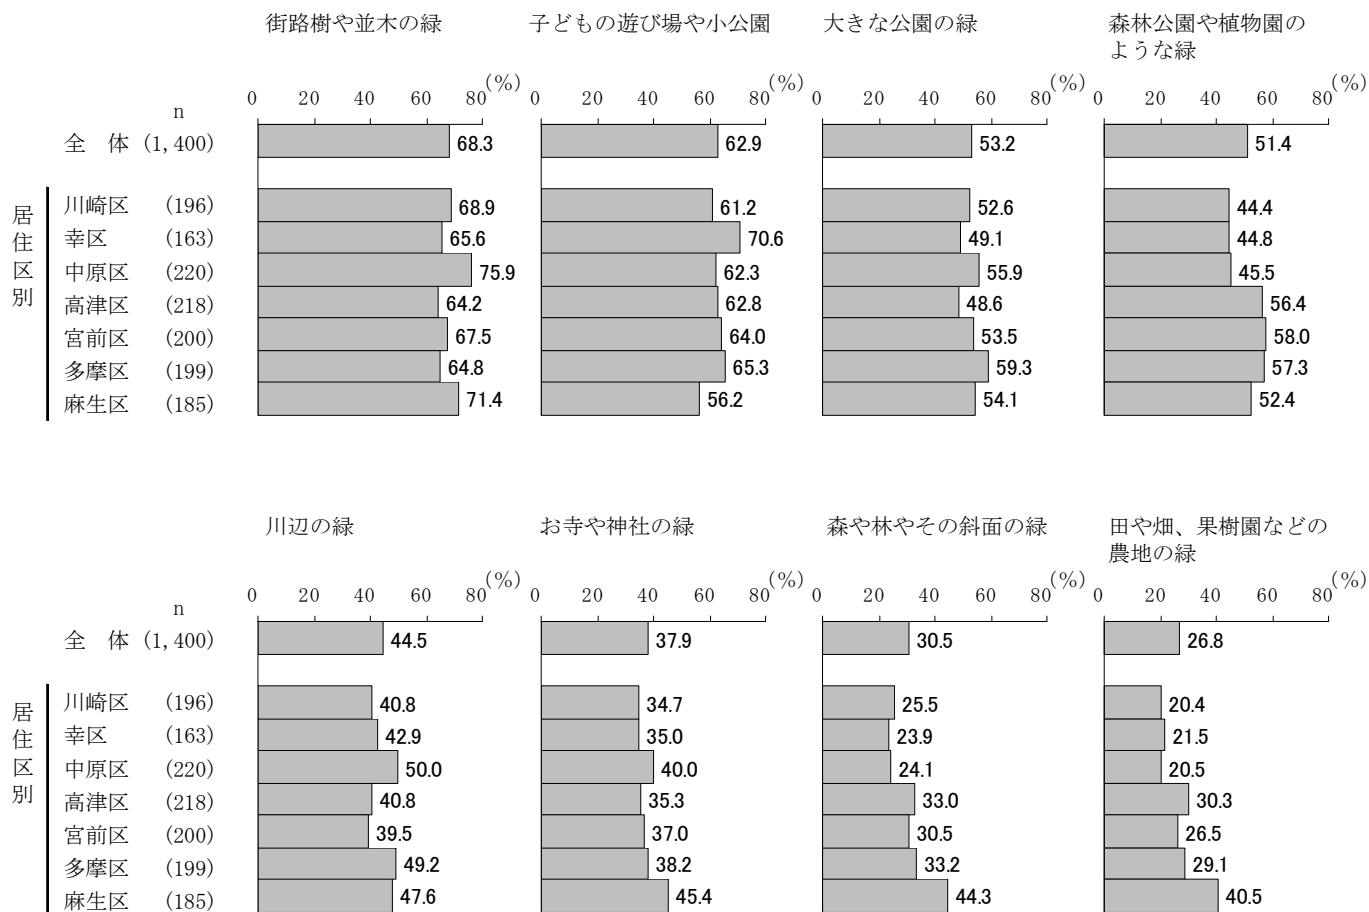 街路樹や並木の緑 子どもの遊び場や小公園 大きな公園の緑 森林公園や植物園の
ような緑
(%) (%) (%) (%)
0 20 40 60 80 0 20 40 60 80 0 20 40 60 80 0 20 40 60 80
n
全 体 (1,400) 68.3 62.9 53.2 51.4
居住区別
川崎区 (196) 68.9 61.2 52.6 44.4
幸区 (163) 65.6 70.6 49.1 44.8
中原区 (220) 75.9 62.3 55.9 45.5
高津区 (218) 64.2 62.8 48.6 56.4
宮前区 (200) 67.5 64.0 53.5 58.0
多摩区 (199) 64.8 65.3 59.3 57.3
麻生区 (185) 71.4 56.2 54.1 52.4
川辺の緑 お寺や神社の緑 森や林やその斜面の緑 田や畑、果樹園などの
農地の緑
(%) (%) (%) (%)
0 20 40 60 80 0 20 40 60 80 0 20 40 60 80 0 20 40 60 80
n
全 体 (1,400) 44.5 37.9 30.5 26.8
居住区別
川崎区 (196) 40.8 34.7 25.5 20.4
幸区 (163) 42.9 35.0 23.9 21.5
中原区 (220) 50.0 40.0 24.1 20.5
高津区 (218) 40.8 35.3 33.0 30.3
宮前区 (200) 39.5 37.0 30.5 26.5
多摩区 (199) 49.2 38.2 33.2 29.1
麻生区 (185) 47.6 45.4 44.3 40.5